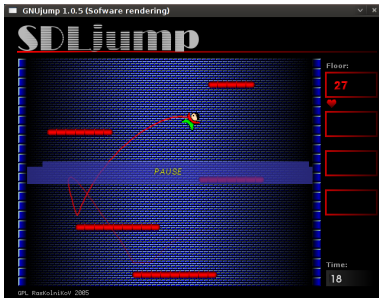 GNUjump 1.0.5 (Sofware rendering)
SDLjump
Floor:
27
PAUSE
Time:
18
GPL RasKolniKoV 2005